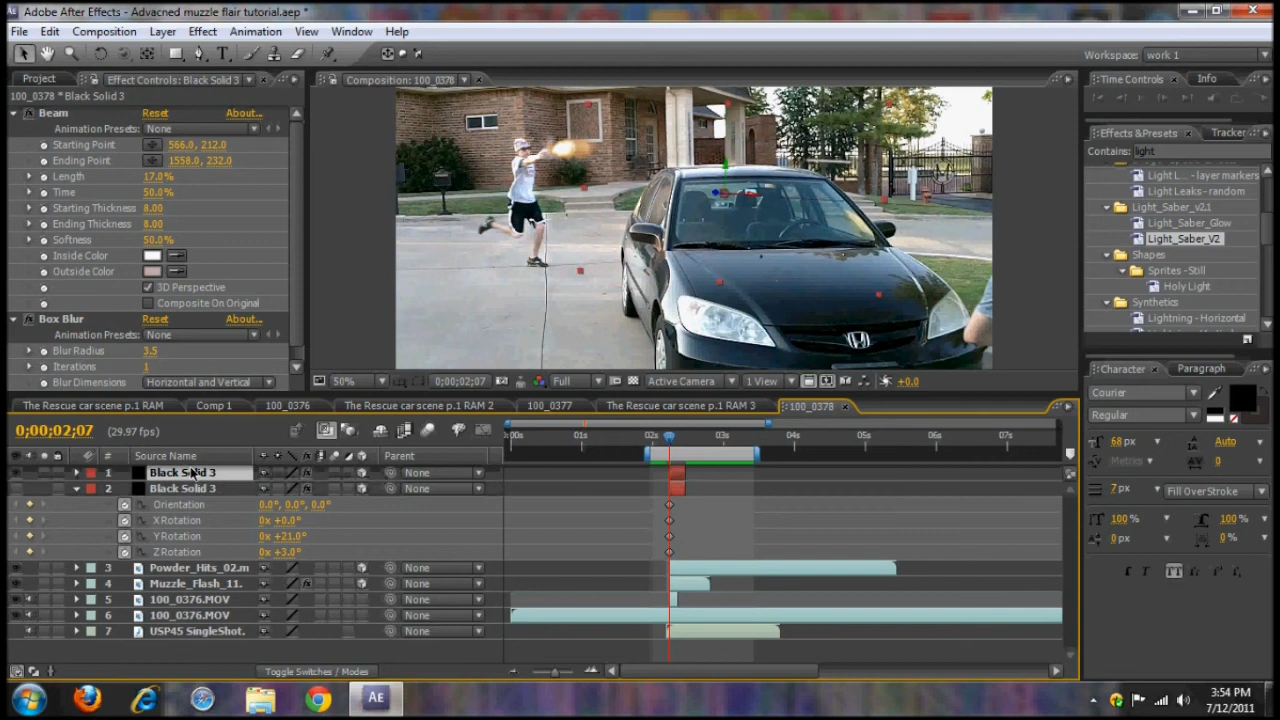 Adobe After Effects - Advacned muzzle flair tutorial.aep *
File Edit Composition Layer Effect Animation View Window Help
Workspace: work 1
Project Effect Controls: Black Solid 3
Composition: 100_0378
Time Controls Info
100_0378 * Black Solid 3
Beam Reset About...
Animation Presets: None
Starting Point 566.0, 212.0
Ending Point 1558.0, 232.0
Length 17.0%
Time 50.0%
Starting Thickness 8.00
Ending Thickness 8.00
Softness 50.0%
Inside Color
Outside Color
3D Perspective
Composite On Original
Box Blur Reset About...
Animation Presets: None
Blur Radius 3.5
Iterations 1
Blur Dimensions Horizontal and Vertical
50% 0;00;02;07 Full Active Camera 1 View +0.0
Effects & Presets Tracker
Contains: light
Light L... - layer markers
Light Leaks - random
Light_Saber_v2.1
Light_Saber_Glow
Light_Saber_V2
Shapes
Sprites - Still
Holy Light
Synthetics
Lightning - Horizontal
Character Paragraph
Courier
Regular
68 px Auto
Metrics 0
7 px Fill Over Stroke
100% 100%
0 px 0%
T T TT Tr
The Rescue car scene p.1 RAM Comp 1 100_0376 The Rescue car scene p.1 RAM 2 100_0377 The Rescue car scene p.1 RAM 3 100_0378
0;00;02;07 (29.97 fps)
:00s 01s 02s 03s 04s 05s 06s 07s
# Source Name Parent
1 Black Solid 3 None
2 Black Solid 3 None
Orientation 0.0°, 0.0°, 0.0°
X Rotation 0x +0.0°
Y Rotation 0x +21.0°
Z Rotation 0x +3.0°
3 Powder_Hits_02.m None
4 Muzzle_Flash_11. None
5 100_0376.MOV None
6 100_0376.MOV None
7 USP45 SingleShot. None
Toggle Switches / Modes
AE
3:54 PM
7/12/2011